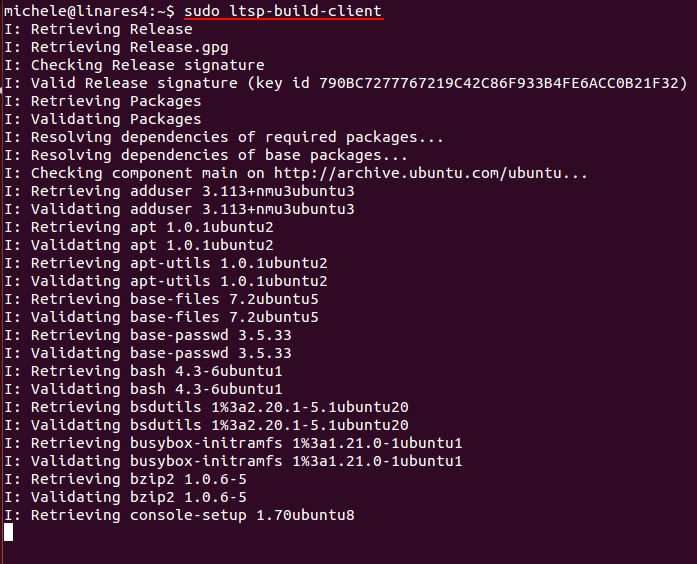 michele@linares4:~$ sudo ltsp-build-client
I: Retrieving Release
I: Retrieving Release.gpg
I: Checking Release signature
I: Valid Release signature (key id 790BC7277767219C42C86F933B4FE6ACC0B21F32)
I: Retrieving Packages
I: Validating Packages
I: Resolving dependencies of required packages...
I: Resolving dependencies of base packages...
I: Checking component main on http://archive.ubuntu.com/ubuntu...
I: Retrieving adduser 3.113+nmu3ubuntu3
I: Validating adduser 3.113+nmu3ubuntu3
I: Retrieving apt 1.0.1ubuntu2
I: Validating apt 1.0.1ubuntu2
I: Retrieving apt-utils 1.0.1ubuntu2
I: Validating apt-utils 1.0.1ubuntu2
I: Retrieving base-files 7.2ubuntu5
I: Validating base-files 7.2ubuntu5
I: Retrieving base-passwd 3.5.33
I: Validating base-passwd 3.5.33
I: Retrieving bash 4.3-6ubuntu1
I: Validating bash 4.3-6ubuntu1
I: Retrieving bsdutils 1%3a2.20.1-5.1ubuntu20
I: Validating bsdutils 1%3a2.20.1-5.1ubuntu20
I: Retrieving busybox-initramfs 1%3a1.21.0-1ubuntu1
I: Validating busybox-initramfs 1%3a1.21.0-1ubuntu1
I: Retrieving bzip2 1.0.6-5
I: Validating bzip2 1.0.6-5
I: Retrieving console-setup 1.70ubuntu8